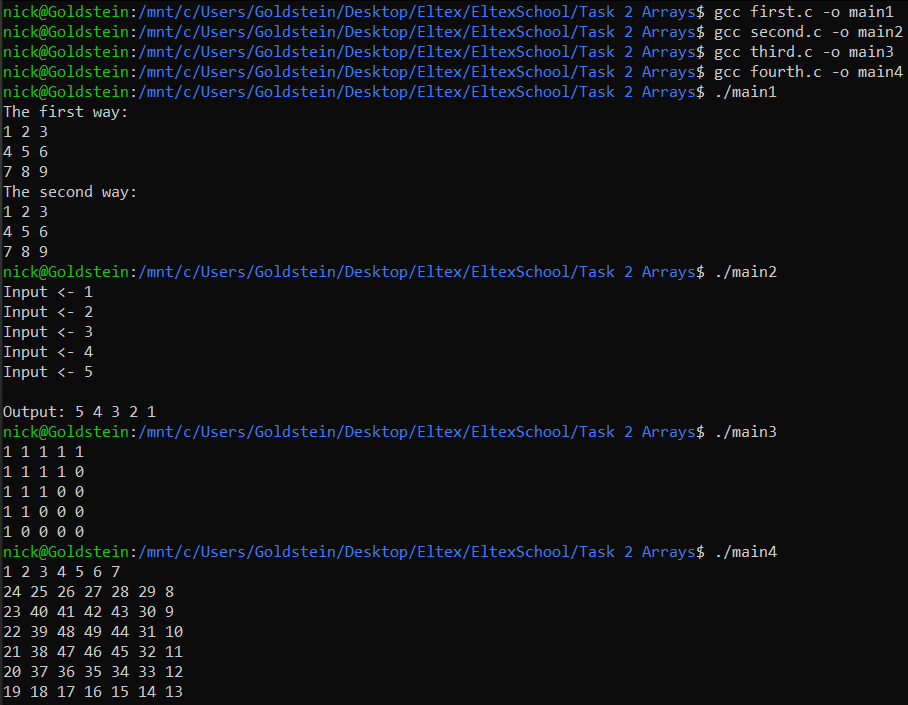 nick@Goldstein:/mnt/c/Users/Goldstein/Desktop/Eltex/EltexSchool/Task 2 Arrays$ gcc first.c -o main1
nick@Goldstein:/mnt/c/Users/Goldstein/Desktop/Eltex/EltexSchool/Task 2 Arrays$ gcc second.c -o main2
nick@Goldstein:/mnt/c/Users/Goldstein/Desktop/Eltex/EltexSchool/Task 2 Arrays$ gcc third.c -o main3
nick@Goldstein:/mnt/c/Users/Goldstein/Desktop/Eltex/EltexSchool/Task 2 Arrays$ gcc fourth.c -o main4
nick@Goldstein:/mnt/c/Users/Goldstein/Desktop/Eltex/EltexSchool/Task 2 Arrays$ ./main1
The first way:
1 2 3
4 5 6
7 8 9
The second way:
1 2 3
4 5 6
7 8 9
nick@Goldstein:/mnt/c/Users/Goldstein/Desktop/Eltex/EltexSchool/Task 2 Arrays$ ./main2
Input <- 1
Input <- 2
Input <- 3
Input <- 4
Input <- 5

Output: 5 4 3 2 1
nick@Goldstein:/mnt/c/Users/Goldstein/Desktop/Eltex/EltexSchool/Task 2 Arrays$ ./main3
1 1 1 1 1
1 1 1 1 0
1 1 1 0 0
1 1 0 0 0
1 0 0 0 0
nick@Goldstein:/mnt/c/Users/Goldstein/Desktop/Eltex/EltexSchool/Task 2 Arrays$ ./main4
1 2 3 4 5 6 7
24 25 26 27 28 29 8
23 40 41 42 43 30 9
22 39 48 49 44 31 10
21 38 47 46 45 32 11
20 37 36 35 34 33 12
19 18 17 16 15 14 13